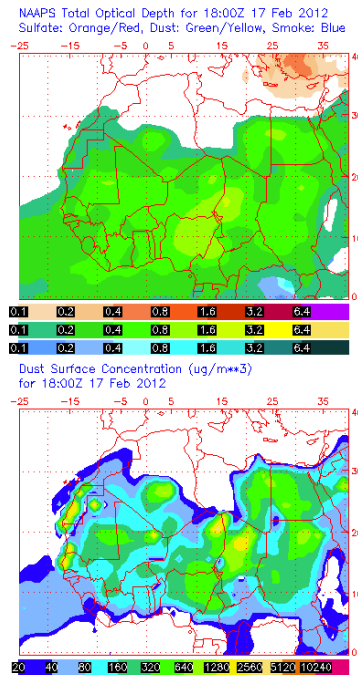 NAAPS Total Optical Depth for 18:00Z 17 Feb 2012
Sulfate: Orange/Red, Dust: Green/Yellow, Smoke: Blue
-25 -15 -5 0 5 15 25 35
40
30
20
10
0
0.1 0.2 0.4 0.8 1.6 3.2 6.4
0.1 0.2 0.4 0.8 1.6 3.2 6.4
0.1 0.2 0.4 0.8 1.6 3.2 6.4
Dust Surface Concentration (ug/m**3)
for 18:00Z 17 Feb 2012
-25 -15 -5 0 5 15 25 35
40
30
20
10
0
20 40 80 160 320 640 1280 2560 5120 10240